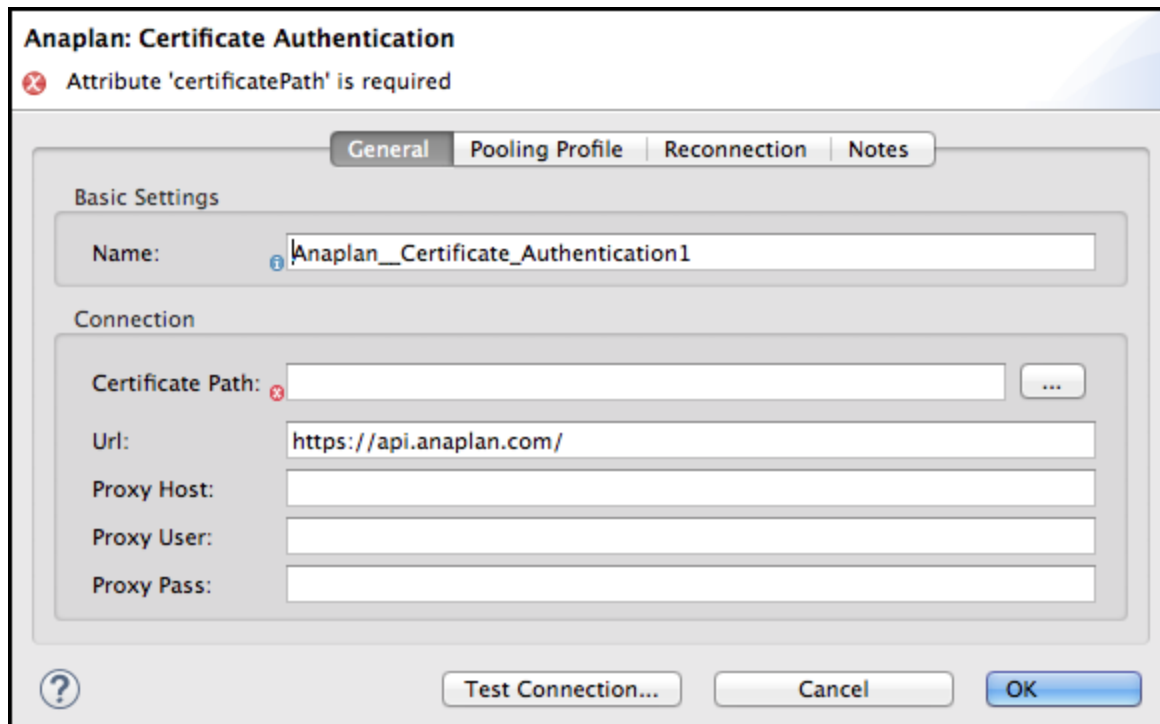 Anaplan: Certificate Authentication
Attribute 'certificatePath' is required
General Pooling Profile Reconnection Notes
Basic Settings
Name: Anaplan__Certificate_Authentication1
Connection
Certificate Path: ...
Url: https://api.anaplan.com/
Proxy Host:
Proxy User:
Proxy Pass:
? Test Connection... Cancel OK